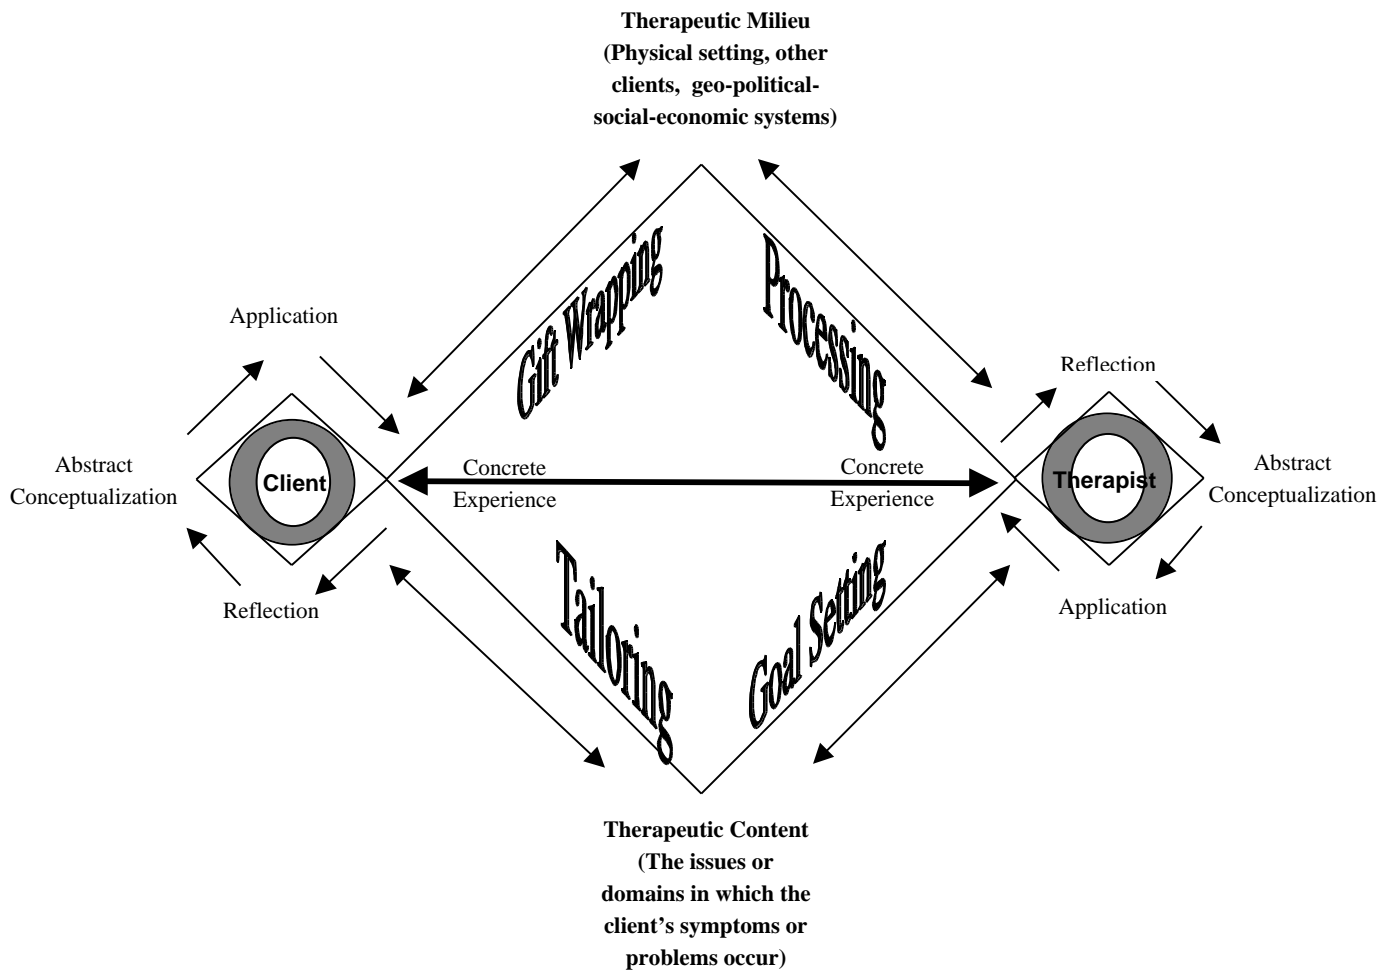 Therapeutic Milieu
(Physical setting, other
clients, geo-political-
social-economic systems)
Gift Wrapping
Processing
Application
Reflection
Abstract
Conceptualization
Client
Concrete
Experience
Concrete
Experience
Therapist
Abstract
Conceptualization
Reflection
Application
Tailoring
Goal Setting
Therapeutic Content
(The issues or
domains in which the
client’s symptoms or
problems occur)